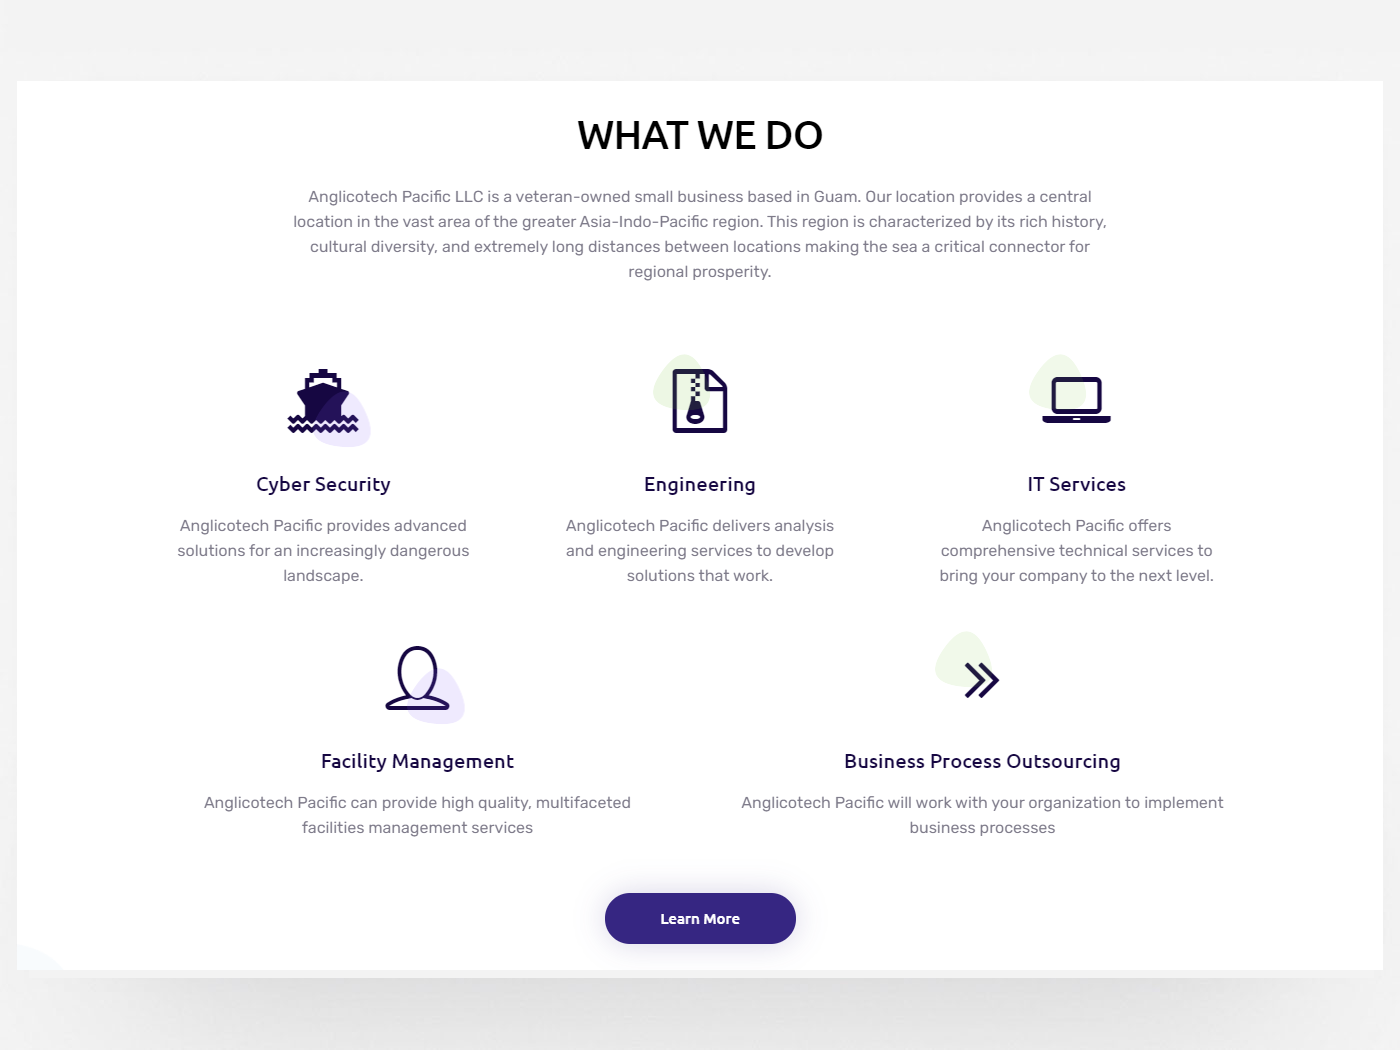 WHAT WE DO
Anglicotech Pacific LLC is a veteran-owned small business based in Guam. Our location provides a central
location in the vast area of the greater Asia-Indo-Pacific region. This region is characterized by its rich history,
cultural diversity, and extremely long distances between locations making the sea a critical connector for
regional prosperity.
Cyber Security
Anglicotech Pacific provides advanced
solutions for an increasingly dangerous
landscape.
Engineering
Anglicotech Pacific delivers analysis
and engineering services to develop
solutions that work.
IT Services
Anglicotech Pacific offers
comprehensive technical services to
bring your company to the next level.
Facility Management
Anglicotech Pacific can provide high quality, multifaceted
facilities management services
Business Process Outsourcing
Anglicotech Pacific will work with your organization to implement
business processes
Learn More